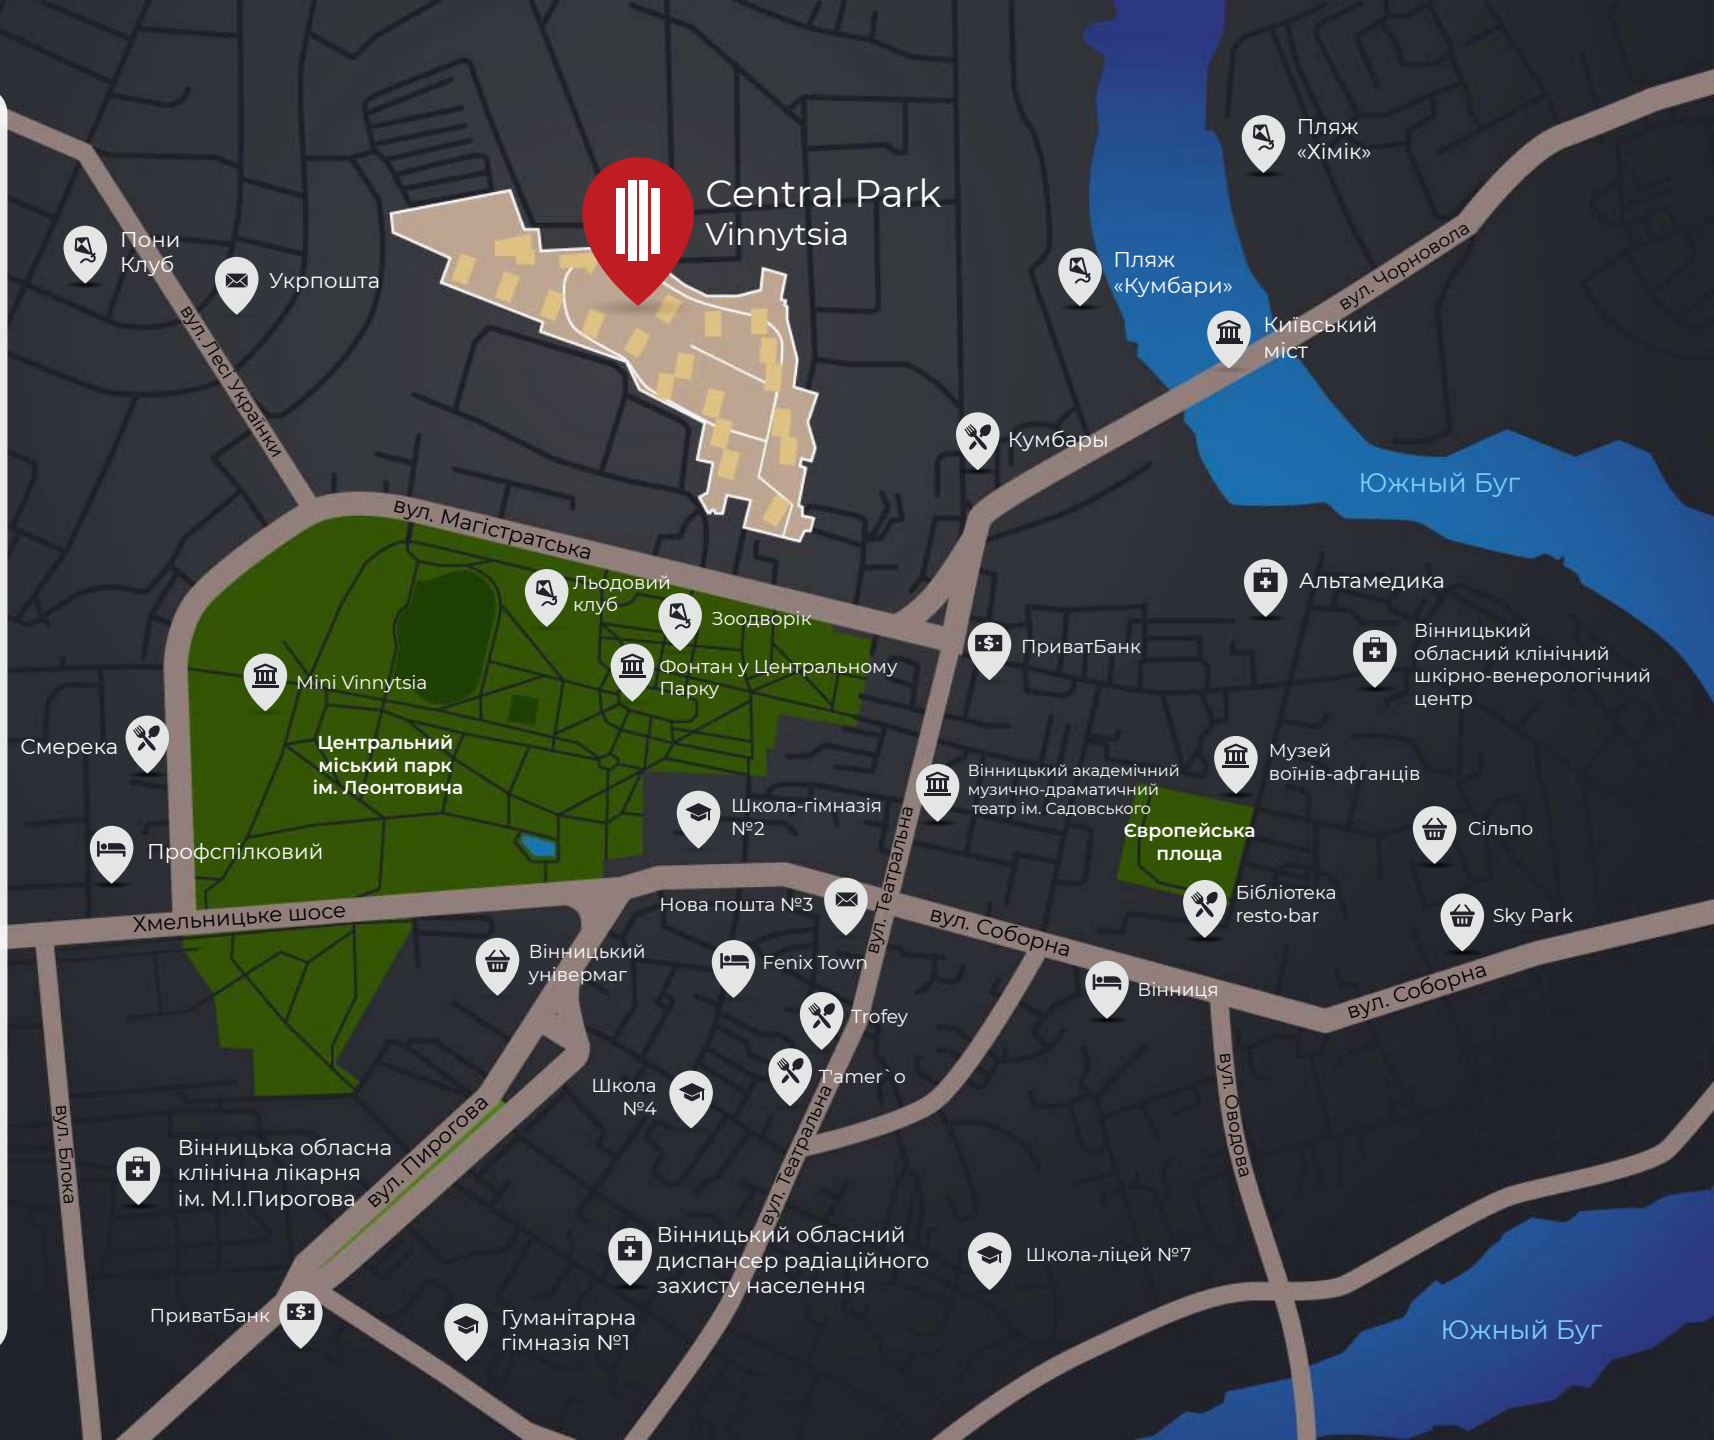 Central Park
Vinnytsia
Пляж
«Хімік»
Пони
Клуб
Укрпошта
Пляж
«Кумбари»
вул. Чорновола
Київський
міст
вул. Лесі Українки
Кумбары
Южный Буг
вул. Магістратська
Льодовий
клуб
Зоодворік
Альтамедика
ПриватБанк
Вінницький
обласний клінічний
шкірно-венерологічний
центр
Фонтан у Центральному
Парку
Mini Vinnytsia
Смерека
Центральний
міський парк
ім. Леонтовича
Музей
воїнів-афганців
Вінницький академічний
музично-драматичний
театр ім. Садовського
Школа-гімназія
№2
Європейська
площа
Сільпо
Профспілковий
вул. Театральна
Бібліотека
resto•bar
Sky Park
Хмельницьке шосе
Нова пошта №3
вул. Соборна
Вінницький
універмаг
Fenix Town
Вінниця
вул. Соборна
Trofey
T'amer`o
Школа
№4
вул. Оводова
вул. Блока
вул. Пирогова
вул. Театральна
Вінницька обласна
клінічна лікарня
ім. М.І.Пирогова
Вінницький обласний
диспансер радіаційного
захисту населення
Школа-ліцей №7
ПриватБанк
Гуманітарна
гімназія №1
Южный Буг